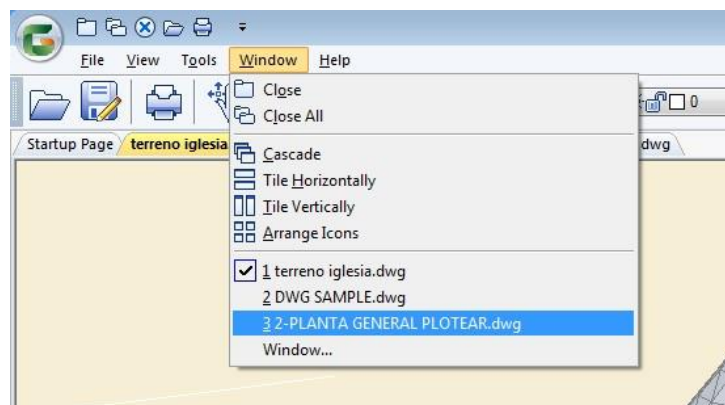 File View Tools Window Help
Close
Close All
0
Startup Page terreno iglesia dwg
Cascade
Tile Horizontally
Tile Vertically
Arrange Icons
1 terreno iglesia.dwg
2 DWG SAMPLE.dwg
3 2-PLANTA GENERAL PLOTEAR.dwg
Window...